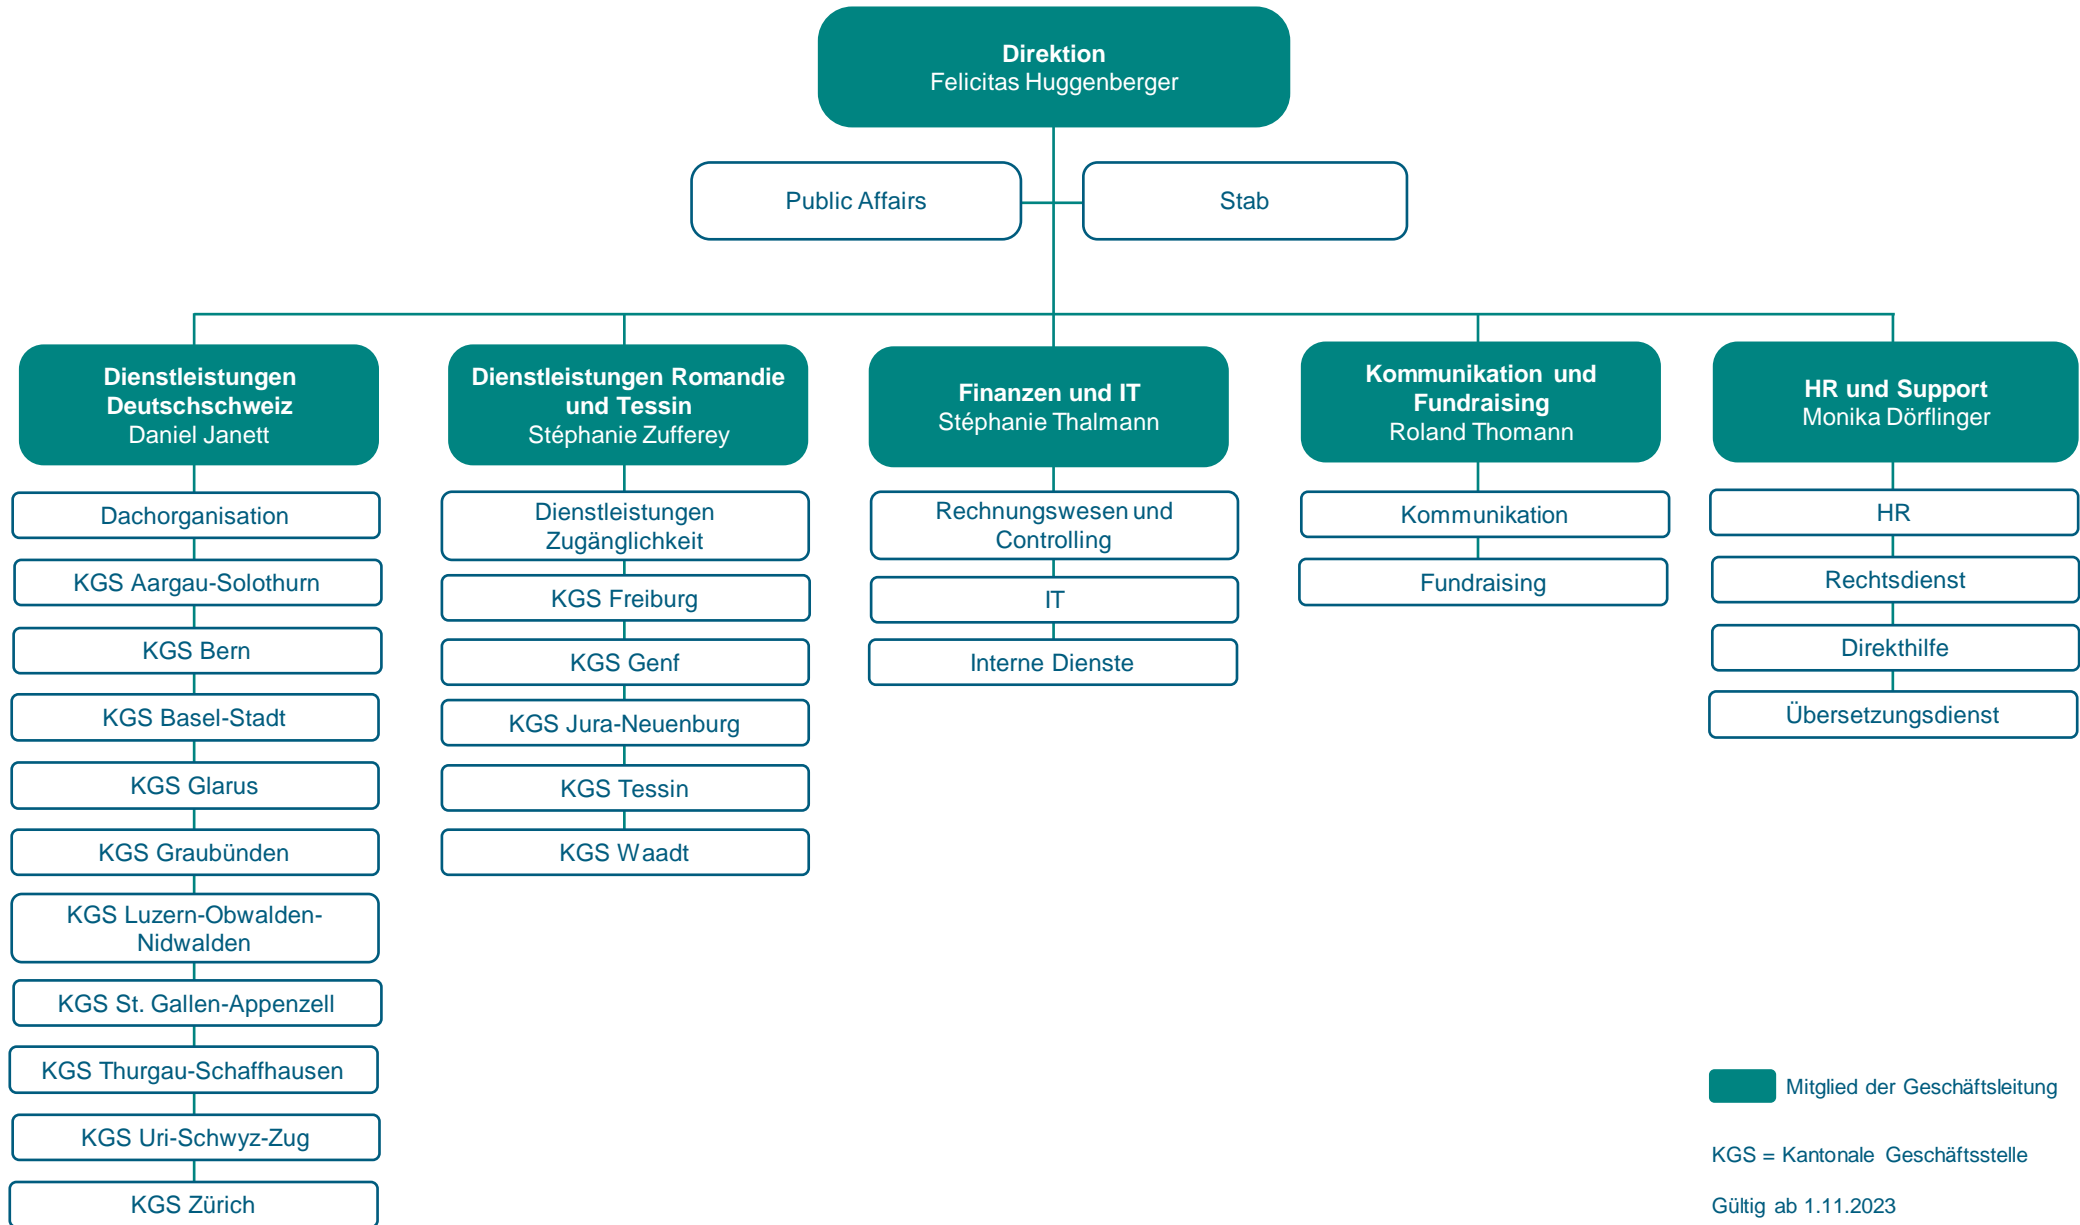 Direktion
Felicitas Huggenberger
Public Affairs
Stab
Dienstleistungen
Deutschschweiz
Daniel Janett
Dachorganisation
KGS Aargau-Solothurn
KGS Bern
KGS Basel-Stadt
KGS Glarus
KGS Graubünden
KGS Luzern-Obwalden-
Nidwalden
KGS St. Gallen-Appenzell
KGS Thurgau-Schaffhausen
KGS Uri-Schwyz-Zug
KGS Zürich
Dienstleistungen Romandie
und Tessin
Stéphanie Zufferey
Dienstleistungen
Zugänglichkeit
KGS Freiburg
KGS Genf
KGS Jura-Neuenburg
KGS Tessin
KGS Waadt
Finanzen und IT
Stéphanie Thalmann
Rechnungswesen und
Controlling
IT
Interne Dienste
Kommunikation und
Fundraising
Roland Thomann
Kommunikation
Fundraising
HR und Support
Monika Dörflinger
HR
Rechtsdienst
Direkthilfe
Übersetzungsdienst
Mitglied der Geschäftsleitung
KGS = Kantonale Geschäftsstelle
Gültig ab 1.11.2023